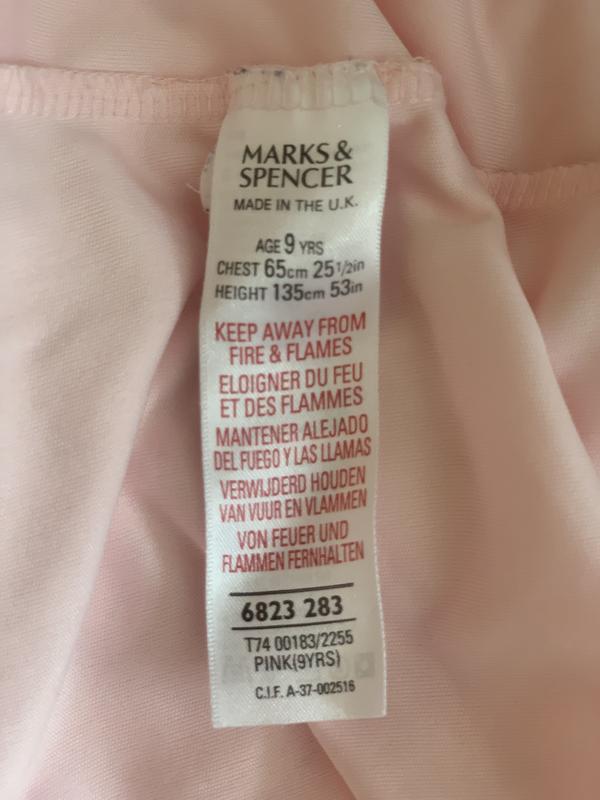 MARKS &
SPENCER
MADE IN THE U.K.
AGE 9 YRS
CHEST 65cm 25 1/2in
HEIGHT 135cm 53in
KEEP AWAY FROM
FIRE & FLAMES
ELOIGNER DU FEU
ET DES FLAMMES
MANTENER ALEJADO
DEL FUEGO Y LAS LLAMAS
VERWIJDERD HOUDEN
VAN VUUR EN VLAMMEN
VON FEUER UND
FLAMMEN FERNHALTEN
6823 283
T74 00183/2255
PINK(9YRS)
C.I.F. A-37-002516